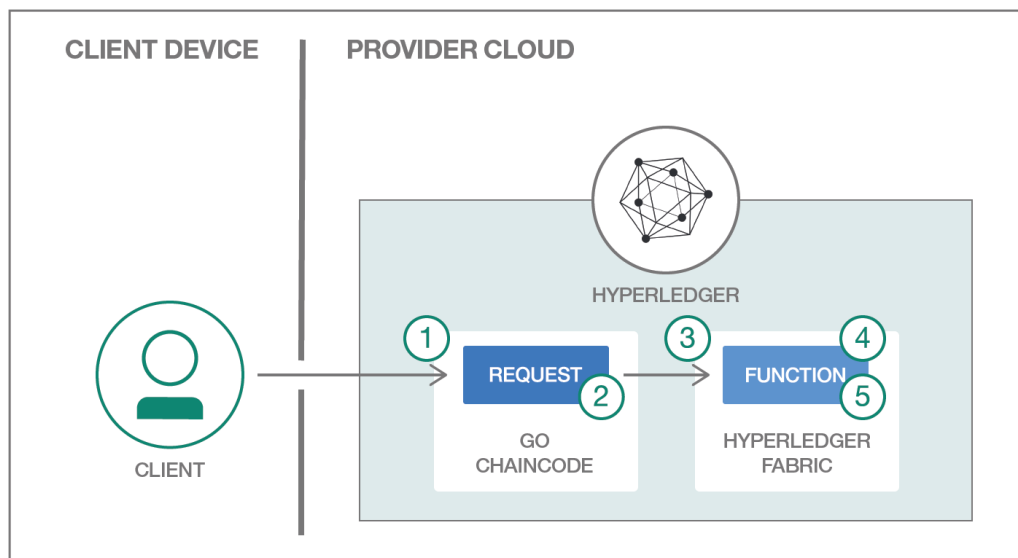 CLIENT DEVICE
PROVIDER CLOUD
HYPERLEDGER
1
3
4
REQUEST
FUNCTION
2
5
GO
CHAINCODE
HYPERLEDGER
FABRIC
CLIENT